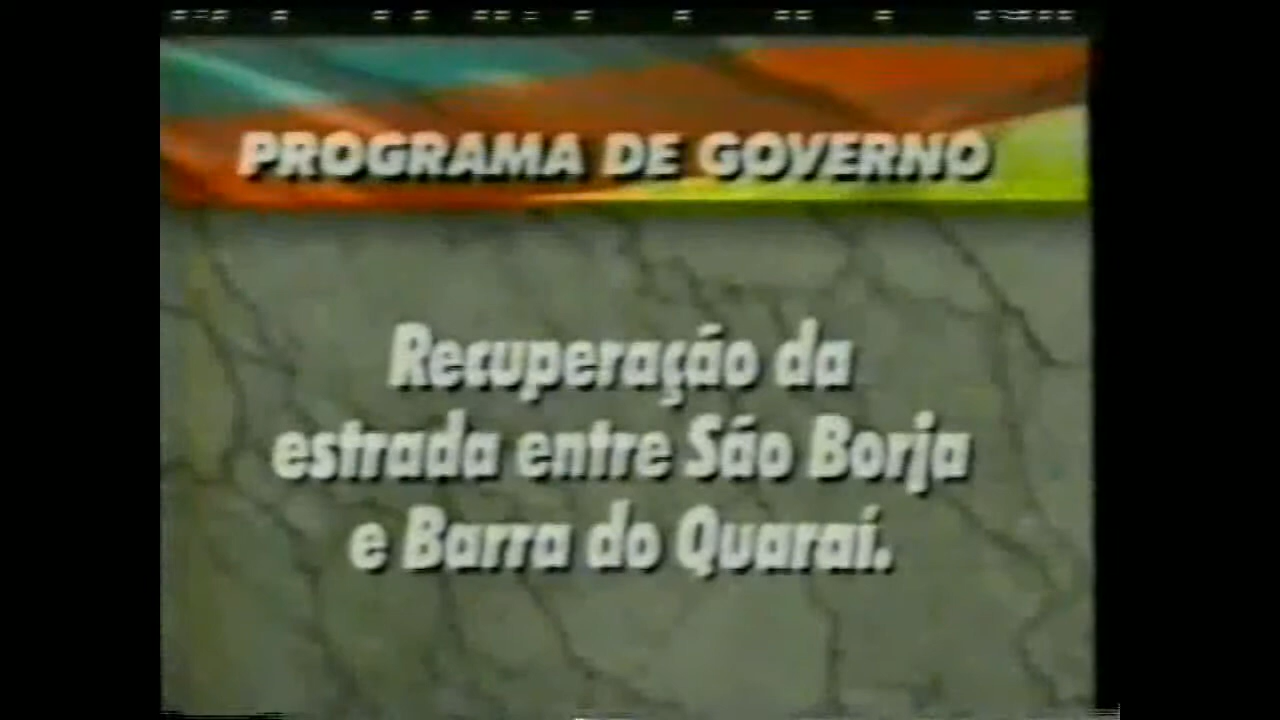 PROGRAMA DE GOVERNO
Recuperação da
estrada entre São Borja
e Barra do Quaraí.